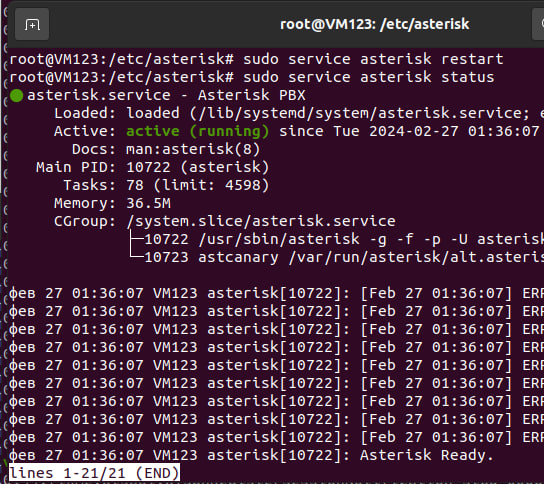 root@VM123: /etc/asterisk
root@VM123:/etc/asterisk# sudo service asterisk restart
root@VM123:/etc/asterisk# sudo service asterisk status
● asterisk.service - Asterisk PBX
Loaded: loaded (/lib/systemd/system/asterisk.service; e
Active: active (running) since Tue 2024-02-27 01:36:07
Docs: man:asterisk(8)
Main PID: 10722 (asterisk)
Tasks: 78 (limit: 4598)
Memory: 36.5M
CGroup: /system.slice/asterisk.service
├─10722 /usr/sbin/asterisk -g -f -p -U asterisk
└─10723 astcanary /var/run/asterisk/alt.asteris
фев 27 01:36:07 VM123 asterisk[10722]: [Feb 27 01:36:07] ERR
фев 27 01:36:07 VM123 asterisk[10722]: [Feb 27 01:36:07] ERR
фев 27 01:36:07 VM123 asterisk[10722]: [Feb 27 01:36:07] ERR
фев 27 01:36:07 VM123 asterisk[10722]: [Feb 27 01:36:07] ERR
фев 27 01:36:07 VM123 asterisk[10722]: [Feb 27 01:36:07] ERR
фев 27 01:36:07 VM123 asterisk[10722]: [Feb 27 01:36:07] ERR
фев 27 01:36:07 VM123 asterisk[10722]: [Feb 27 01:36:07] ERR
фев 27 01:36:07 VM123 asterisk[10722]: [Feb 27 01:36:07] ERR
фев 27 01:36:07 VM123 asterisk[10722]: [Feb 27 01:36:07] ERR
фев 27 01:36:07 VM123 asterisk[10722]: Asterisk Ready.
lines 1-21/21 (END)